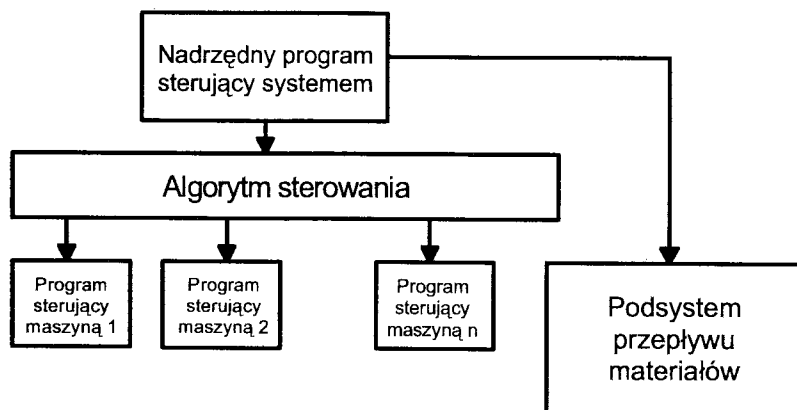 Nadrzędny program
sterujący systemem
Algorytm sterowania
Program
sterujący
maszyną 1
Program
sterujący
maszyną 2
Program
sterujący
maszyną n
Podsystem
przepływu
materiałów